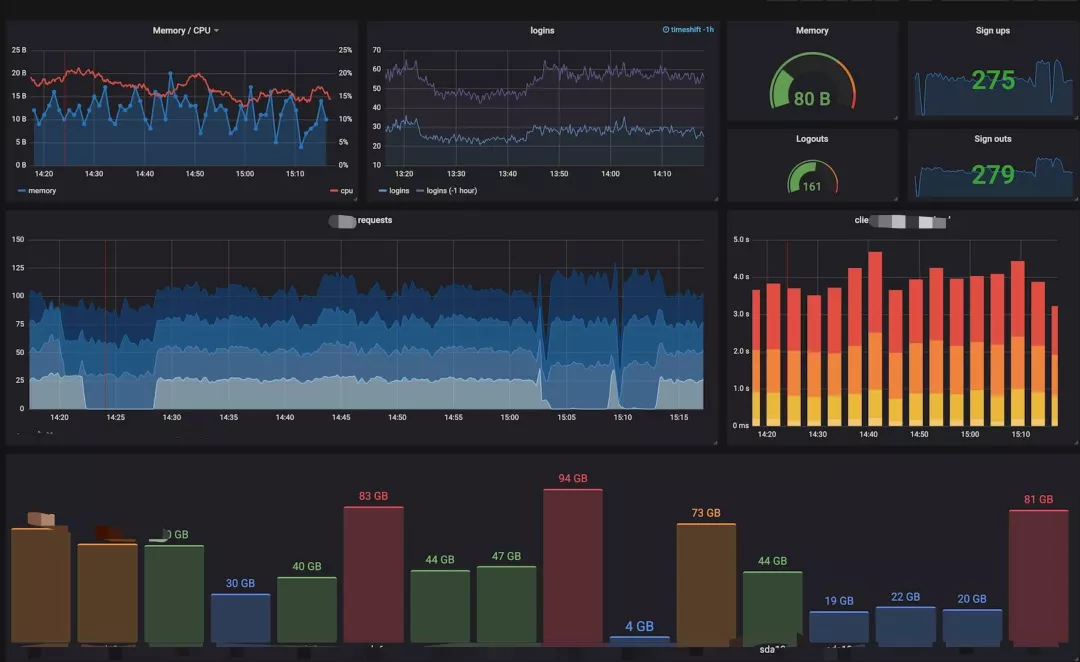 Memory / CPU
25 B
20 B
15 B
10 B
5 B
0 B
25%
20%
15%
10%
5%
0%
14:20 14:30 14:40 14:50 15:00 15:10
memory cpu
logins
timeshift -1h
70
60
50
40
30
20
10
13:20 13:30 13:40 13:50 14:00 14:10
logins logins (-1 hour)
Memory
80 B
Sign ups
275
Logouts
161
Sign outs
279
requests
150
125
100
75
50
25
0
14:20 14:25 14:30 14:35 14:40 14:45 14:50 14:55 15:00 15:05 15:10 15:15
clie
5.0 s
4.0 s
3.0 s
2.0 s
1.0 s
0 ms
14:20 14:30 14:40 14:50 15:00 15:10
GB
30 GB
40 GB
83 GB
44 GB
47 GB
94 GB
4 GB
73 GB
44 GB
19 GB
22 GB
20 GB
81 GB